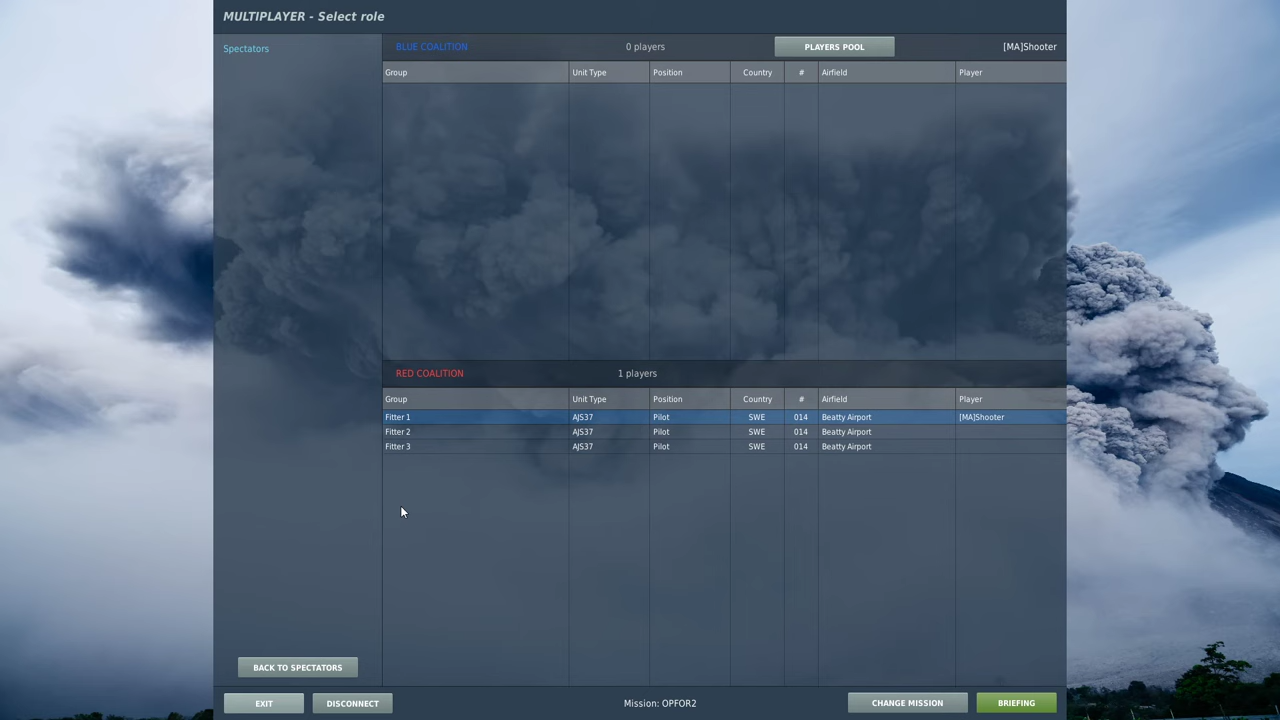 MULTIPLAYER - Select role
Spectators
BLUE COALITION 0 players PLAYERS POOL [MA]Shooter
Group Unit Type Position Country # Airfield Player
RED COALITION 1 players
Group Unit Type Position Country # Airfield Player
Fitter 1 AJS37 Pilot SWE 014 Beatty Airport [MA]Shooter
Fitter 2 AJS37 Pilot SWE 014 Beatty Airport
Fitter 3 AJS37 Pilot SWE 014 Beatty Airport
BACK TO SPECTATORS
EXIT DISCONNECT Mission: OPFOR2 CHANGE MISSION BRIEFING